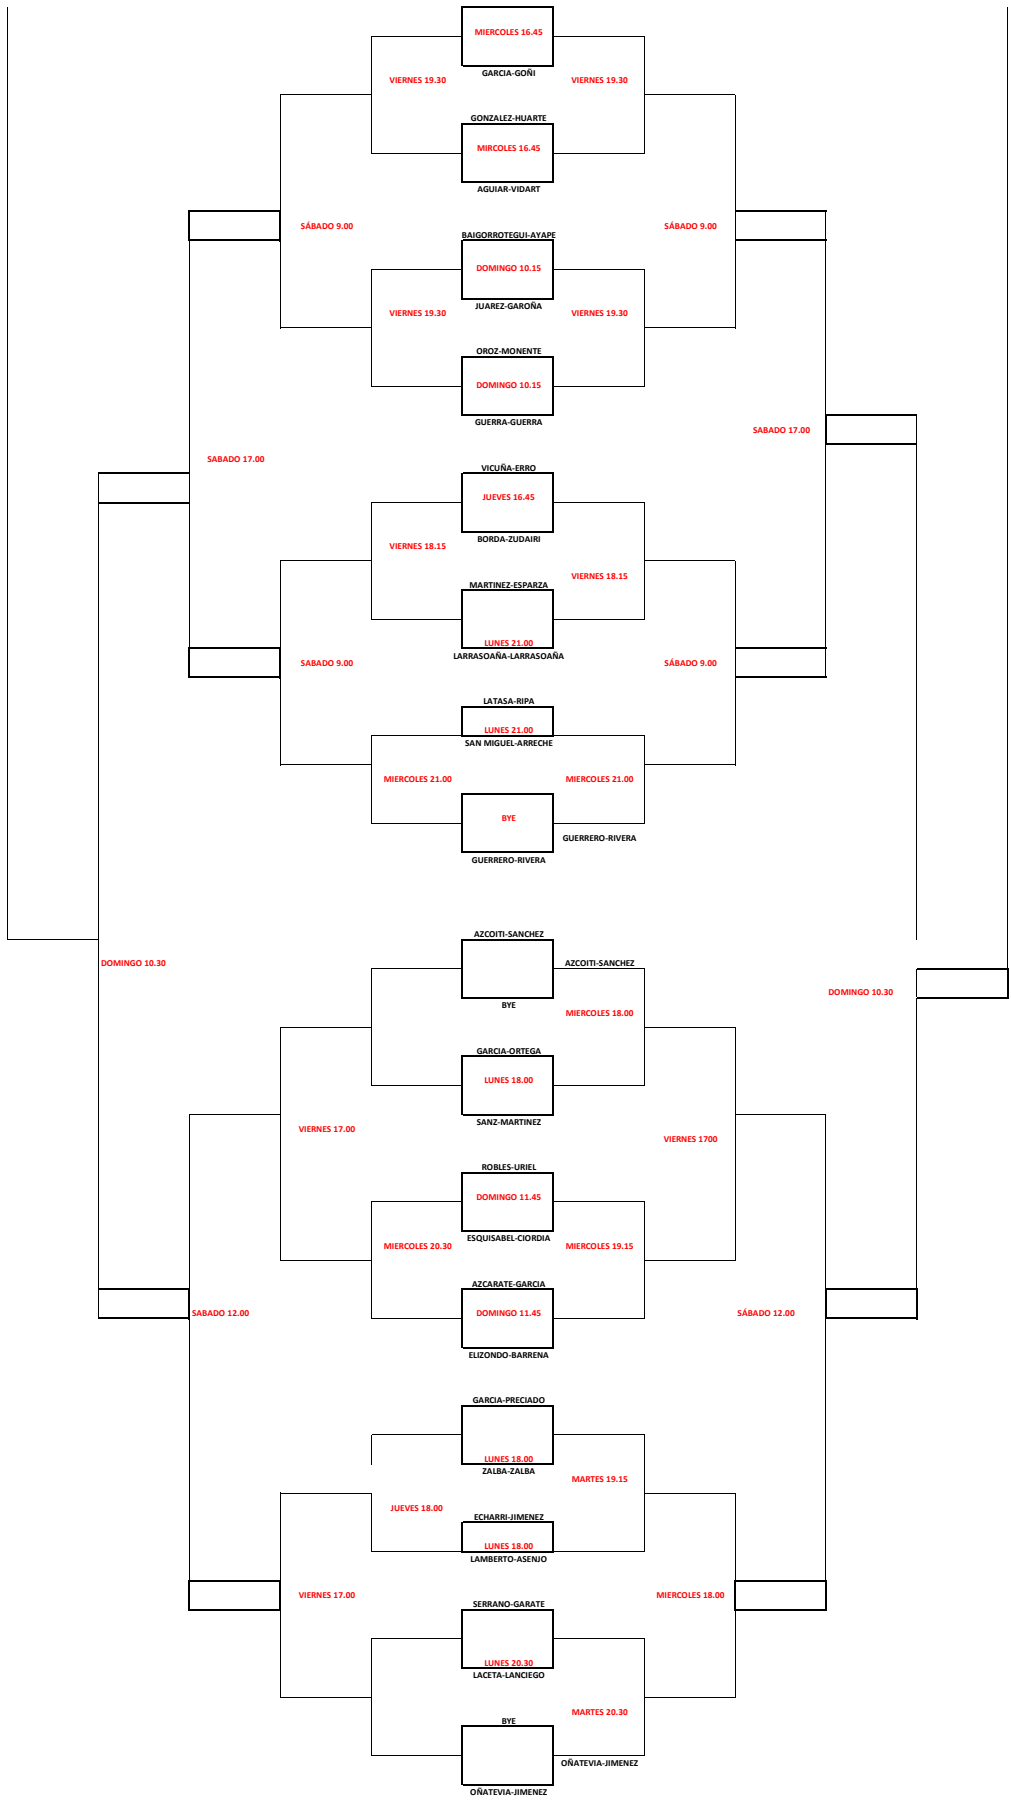 MIERCOLES 16.45
GARCIA-GOÑI
VIERNES 19.30
VIERNES 19.30
GONZALEZ-HUARTE
MIRCOLES 16.45
AGUIAR-VIDART
SÁBADO 9.00
SÁBADO 9.00
BAIGORROTEGUI-AYAPE
DOMINGO 10.15
JUAREZ-GAROÑA
VIERNES 19.30
VIERNES 19.30
OROZ-MONENTE
DOMINGO 10.15
GUERRA-GUERRA
SABADO 17.00
SABADO 17.00
VICUÑA-ERRO
JUEVES 16.45
BORDA-ZUDAIRI
VIERNES 18.15
VIERNES 18.15
MARTINEZ-ESPARZA
LUNES 21.00
LARRASOAÑA-LARRASOAÑA
SABADO 9.00
SÁBADO 9.00
LATASA-RIPA
LUNES 21.00
SAN MIGUEL-ARRECHE
MIERCOLES 21.00
MIERCOLES 21.00
BYE
GUERRERO-RIVERA
GUERRERO-RIVERA
AZCOITI-SANCHEZ
DOMINGO 10.30
AZCOITI-SANCHEZ
DOMINGO 10.30
BYE
MIERCOLES 18.00
GARCIA-ORTEGA
LUNES 18.00
SANZ-MARTINEZ
VIERNES 17.00
VIERNES 1700
ROBLES-URIEL
DOMINGO 11.45
ESQUISABEL-CIORDIA
MIERCOLES 20.30
MIERCOLES 19.15
AZCARATE-GARCIA
DOMINGO 11.45
ELIZONDO-BARRENA
SABADO 12.00
SÁBADO 12.00
GARCIA-PRECIADO
LUNES 18.00
ZALBA-ZALBA
MARTES 19.15
JUEVES 18.00
ECHARRI-JIMENEZ
LUNES 18.00
LAMBERTO-ASENJO
VIERNES 17.00
MIERCOLES 18.00
SERRANO-GARATE
LUNES 20.30
LACETA-LANCIEGO
MARTES 20.30
BYE
OÑATEVIA-JIMENEZ
OÑATEVIA-JIMENEZ